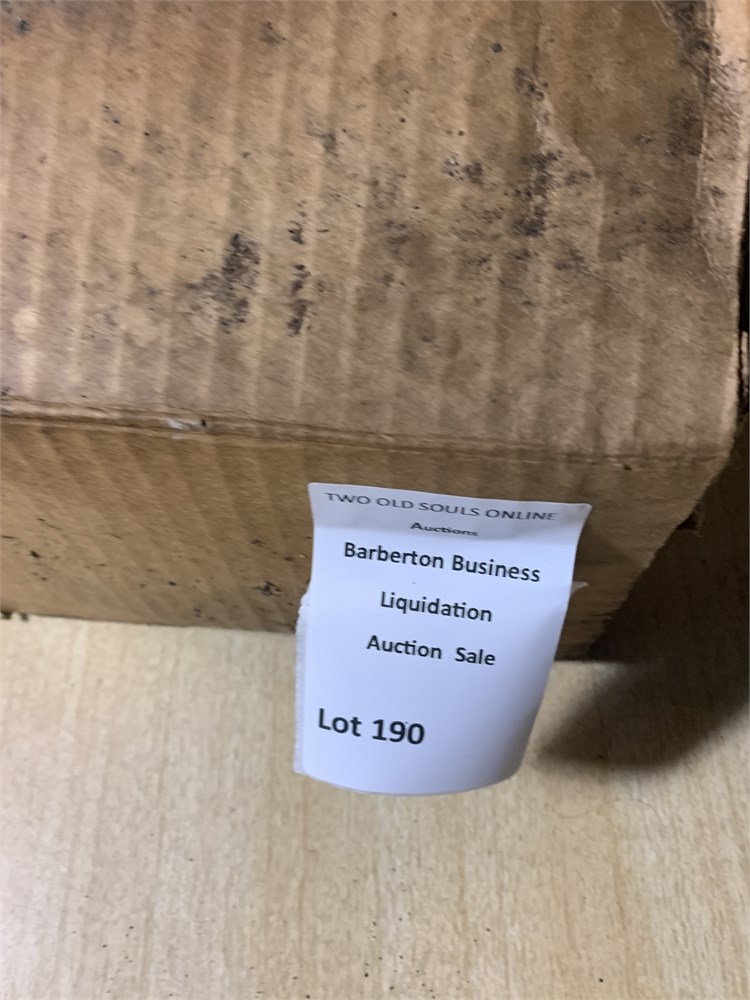 TWO OLD SOULS ONLINE
Auctions
Barberton Business
Liquidation
Auction Sale
Lot 190